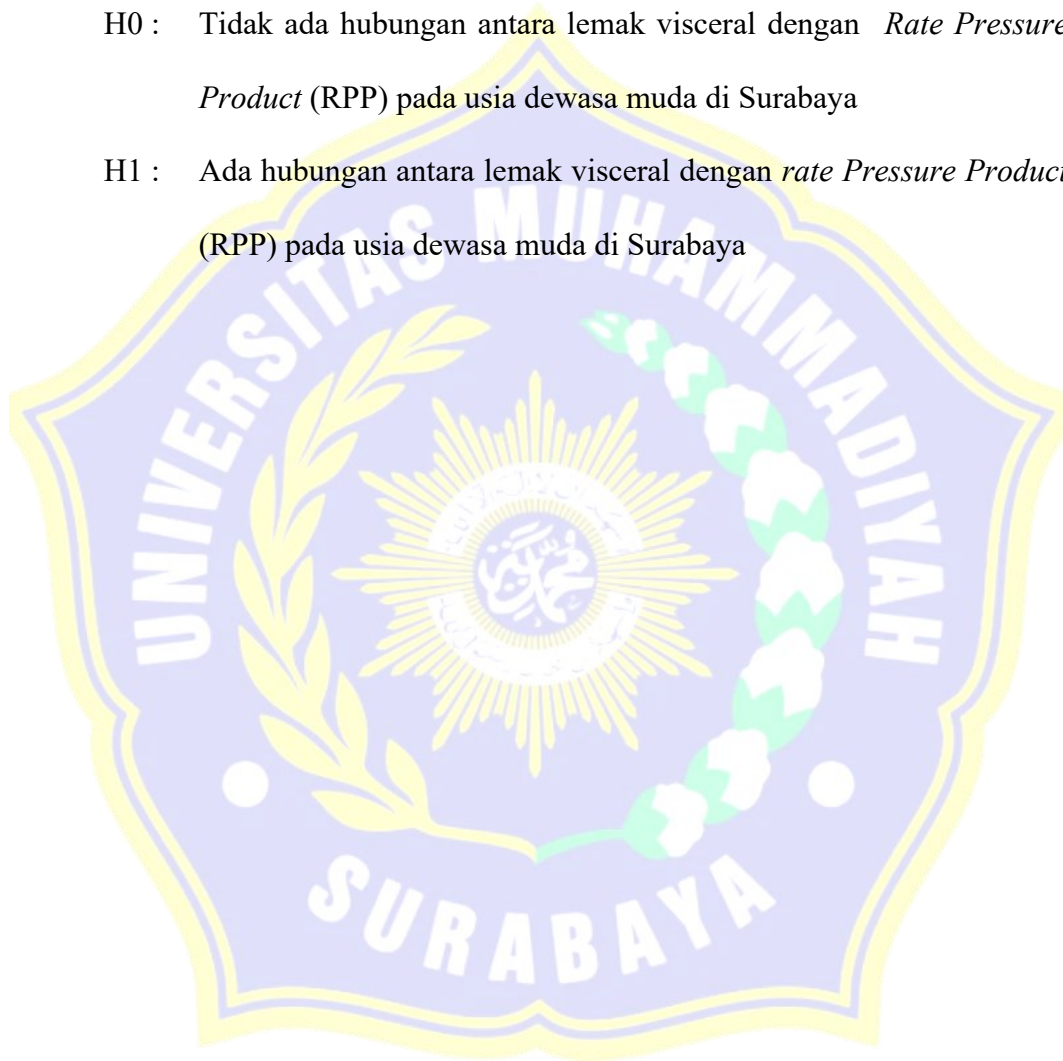 H0 : Tidak ada hubungan antara lemak visceral dengan Rate Pressure
Product (RPP) pada usia dewasa muda di Surabaya
H1 : Ada hubungan antara lemak visceral dengan rate Pressure Product
(RPP) pada usia dewasa muda di Surabaya
UNIVERSITAS MUHAMMADIYAH
SURABAYA